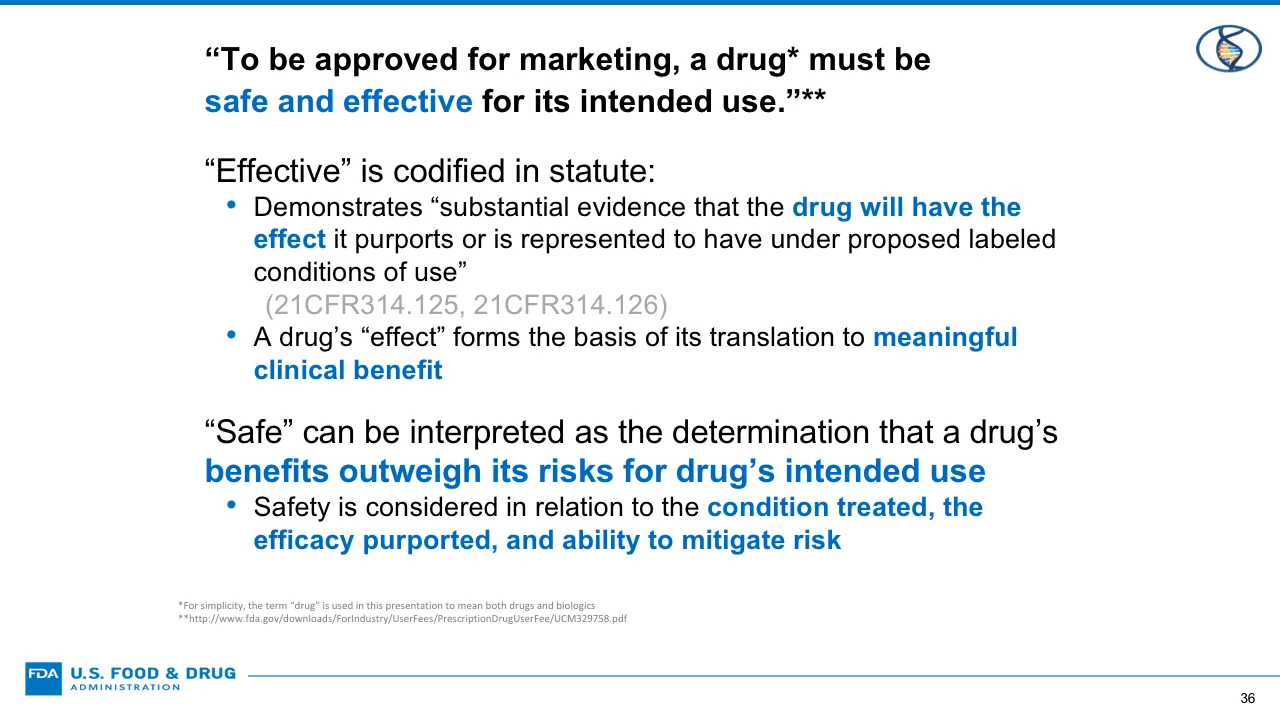 “To be approved for marketing, a drug* must be
safe and effective for its intended use.”**
“Effective” is codified in statute:
• Demonstrates “substantial evidence that the drug will have the
effect it purports or is represented to have under proposed labeled
conditions of use”
(21CFR314.125, 21CFR314.126)
• A drug’s “effect” forms the basis of its translation to meaningful
clinical benefit
“Safe” can be interpreted as the determination that a drug’s
benefits outweigh its risks for drug’s intended use
• Safety is considered in relation to the condition treated, the
efficacy purported, and ability to mitigate risk
*For simplicity, the term “drug” is used in this presentation to mean both drugs and biologics
**http://www.fda.gov/downloads/ForIndustry/UserFees/PrescriptionDrugUserFee/UCM329758.pdf
FDA U.S. FOOD & DRUG
ADMINISTRATION
36